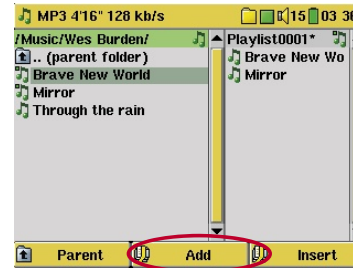 MP3 4'16" 128 kb/s 15 03 36
/Music/Wes Burden/
.. (parent folder)
Brave New World
Mirror
Through the rain
Playlist0001*
Brave New Wo
Mirror
Parent Add Insert